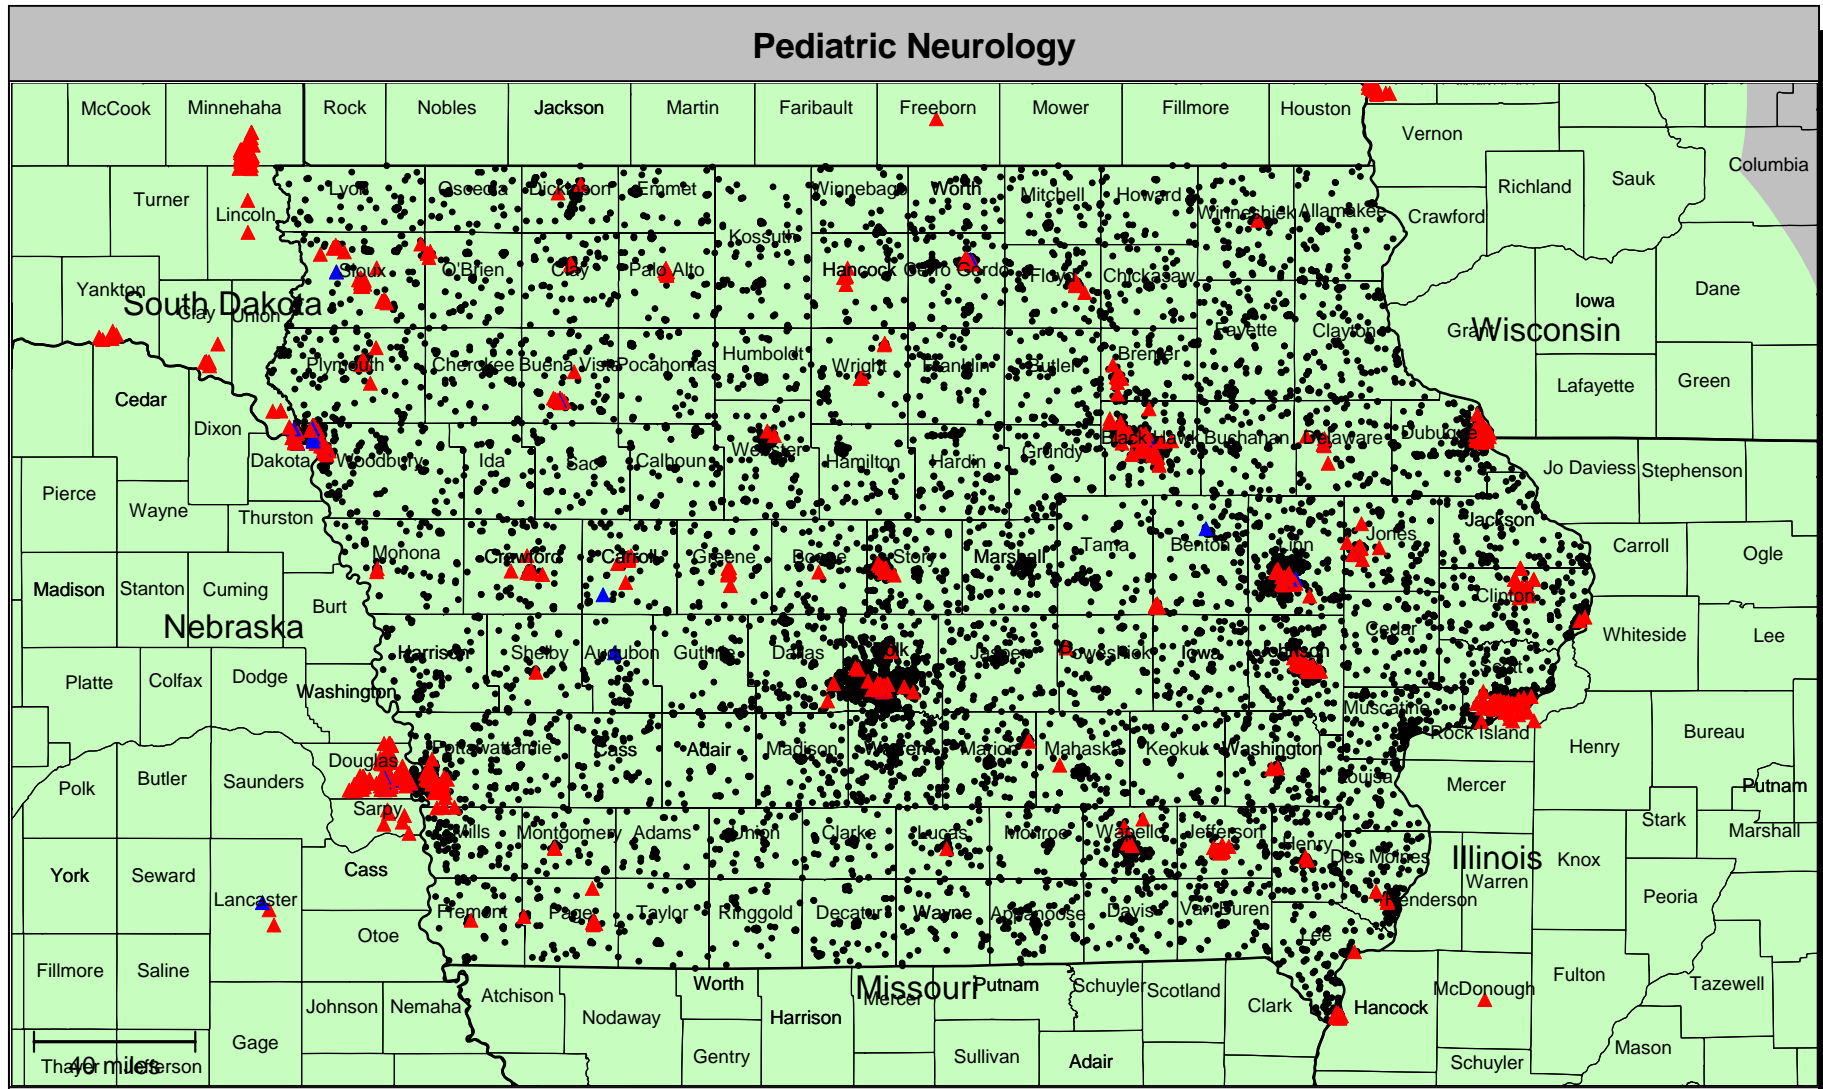 Pediatric Neurology
McCook Minnehaha Rock Nobles Jackson Martin Faribault Freeborn Mower Fillmore Houston
Vernon
Columbia
Turner Lincoln Lyon Osceola Dickinson Emmet Winnebago Worth Mitchell Howard Winneshiek Allamakee Crawford Richland Sauk
Kossuth
Yankton Sioux O'Brien Clay Palo Alto Hancock Cerro Gordo Floyd Chickasaw Iowa Dane
South Dakota
Clay Union
Fayette Clayton Grant Wisconsin
Cedar Plymouth Cherokee Buena Vista Pocahontas Humboldt Wright Franklin Butler Bremer Lafayette Green
Dixon Black Hawk Buchanan Delaware Dubuque
Dakota Woodbury Ida Sac Calhoun Webster Hamilton Hardin Grundy Jo Daviess Stephenson
Pierce Wayne Thurston
Monona Crawford Carroll Greene Boone Story Marshall Tama Benton Linn Jones Jackson Carroll Ogle
Madison Stanton Cuming Burt Clinton
Nebraska
Harrison Shelby Audubon Guthrie Dallas Polk Jasper Poweshiek Iowa Johnson Cedar Scott Whiteside Lee
Platte Colfax Dodge Washington
Muscatine
Rock Island
Douglas Pottawattamie Cass Adair Madison Warren Marion Mahaska Keokuk Washington Louisa Henry Bureau
Polk Butler Saunders Sarpy Mercer Putnam
Mills Montgomery Adams Union Clarke Lucas Monroe Wapello Jefferson Henry Des Moines Stark Marshall
Illinois
York Seward Cass Warren Knox
Lancaster Fremont Page Taylor Ringgold Decatur Wayne Appanoose Davis Van Buren Henderson Peoria
Otoe Lee
Fillmore Saline Atchison Worth Mercer Putnam Schuyler Scotland McDonough Fulton Tazewell
Missouri
Johnson Nemaha Nodaway Harrison Clark Hancock
Gage Gentry Sullivan Adair Schuyler Mason
Thayer Jefferson
40 miles